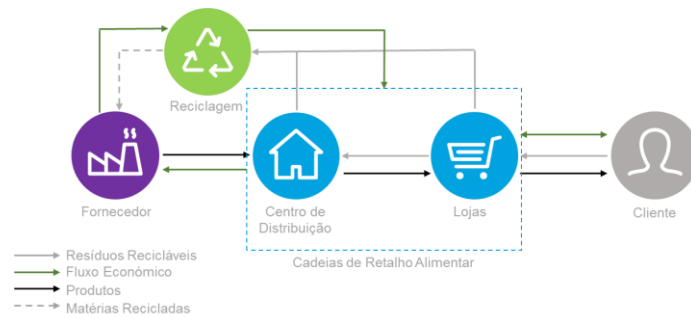 Reciclagem
Fornecedor
Centro de
Distribuição
Lojas
Cliente
Cadeias de Retalho Alimentar
Resíduos Recicláveis
Fluxo Económico
Produtos
Matérias Recicladas